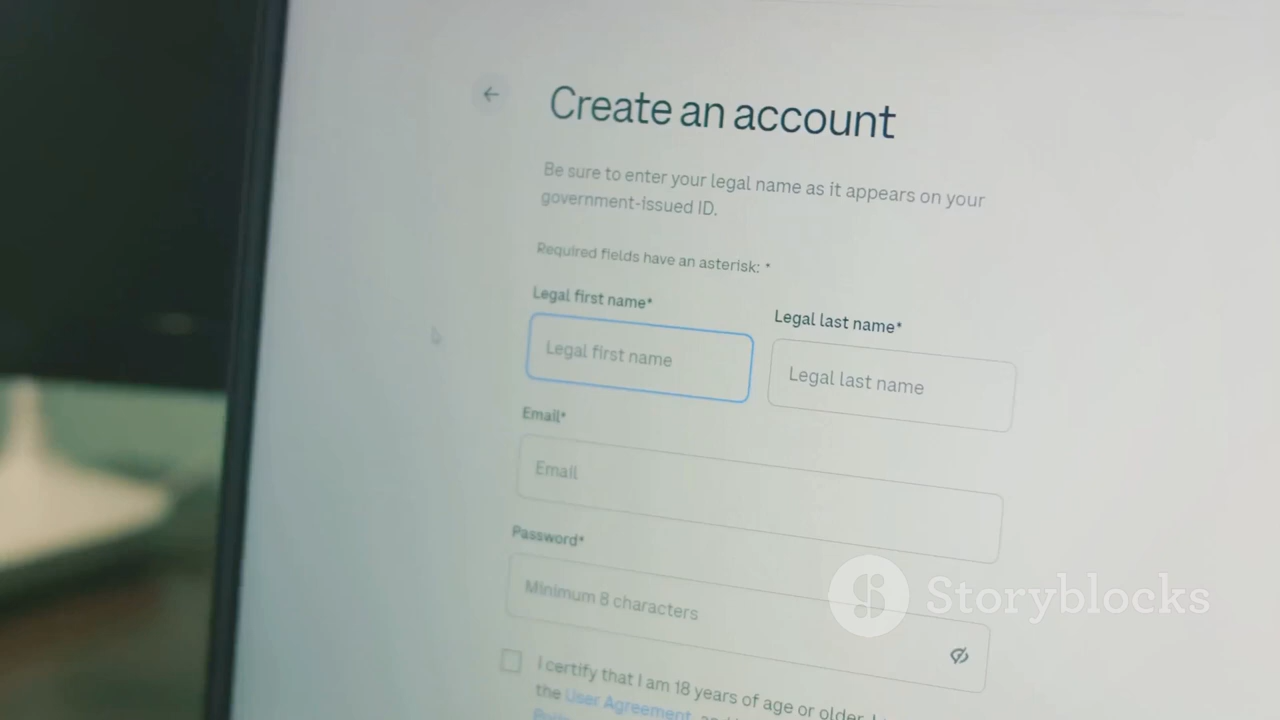 Create an account
Be sure to enter your legal name as it appears on your
government-issued ID.
Required fields have an asterisk: *
Legal first name*
Legal last name*
Legal first name
Legal last name
Email*
Email
Password*
Minimum 8 characters
Storyblocks
I certify that I am 18 years of age or older, I
the User Agreement, and